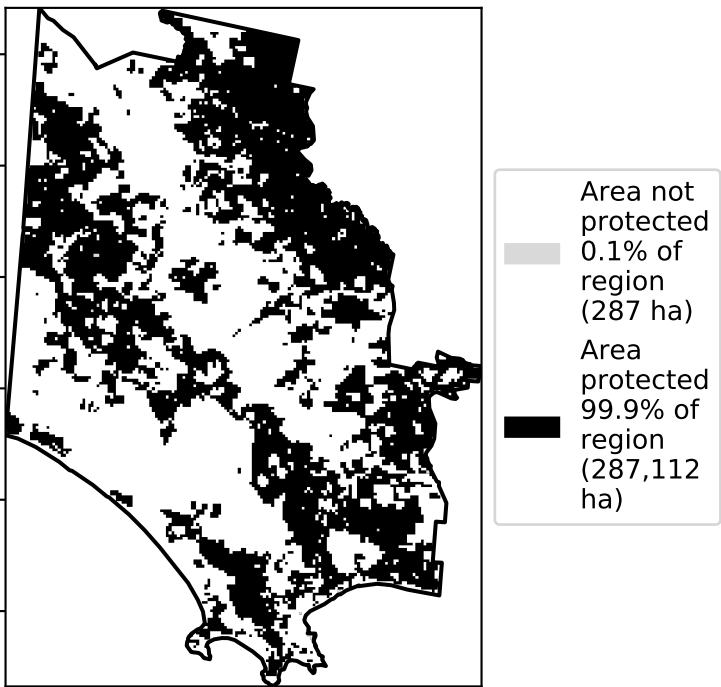 Area not
protected
0.1% of
region
(287 ha)
Area
protected
99.9% of
region
(287,112
ha)